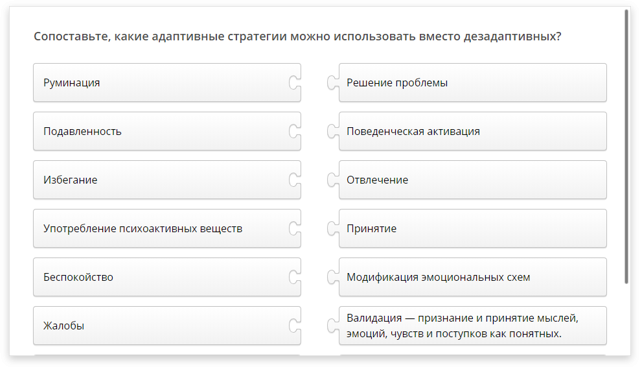 Сопоставьте, какие адаптивные стратегии можно использовать вместо дезадаптивных?
Руминация
Решение проблемы
Подавленность
Поведенческая активация
Избегание
Отвлечение
Употребление психоактивных веществ
Принятие
Беспокойство
Модификация эмоциональных схем
Жалобы
Валидация — признание и принятие мыслей,
эмоций, чувств и поступков как понятных.